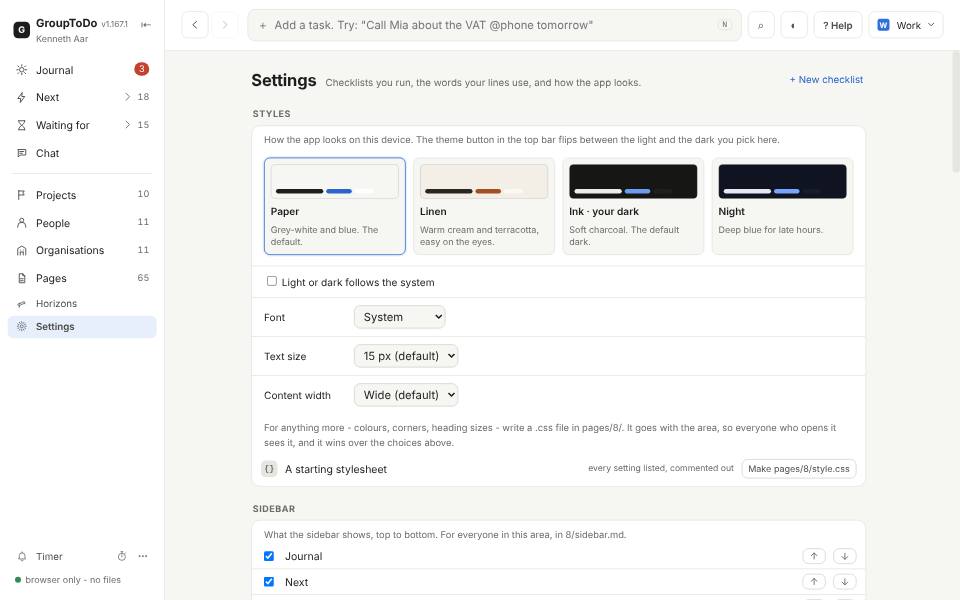 G GroupToDo v1.167.1
Kenneth Aar
Journal 3
Next 18
Waiting for 15
Chat
Projects 10
People 11
Organisations 11
Pages 65
Horizons
Settings
Timer
browser only - no files
+ Add a task. Try: "Call Mia about the VAT @phone tomorrow" N
? Help
W Work
Settings Checklists you run, the words your lines use, and how the app looks.
+ New checklist
STYLES
How the app looks on this device. The theme button in the top bar flips between the light and the dark you pick here.
Paper
Grey-white and blue. The
default.
Linen
Warm cream and terracotta,
easy on the eyes.
Ink · your dark
Soft charcoal. The default
dark.
Night
Deep blue for late hours.
Light or dark follows the system
Font System
Text size 15 px (default)
Content width Wide (default)
For anything more - colours, corners, heading sizes - write a .css file in pages/8/. It goes with the area, so everyone who opens it
sees it, and it wins over the choices above.
{} A starting stylesheet every setting listed, commented out Make pages/8/style.css
SIDEBAR
What the sidebar shows, top to bottom. For everyone in this area, in 8/sidebar.md.
Journal ↑ ↓
Next ↑ ↓